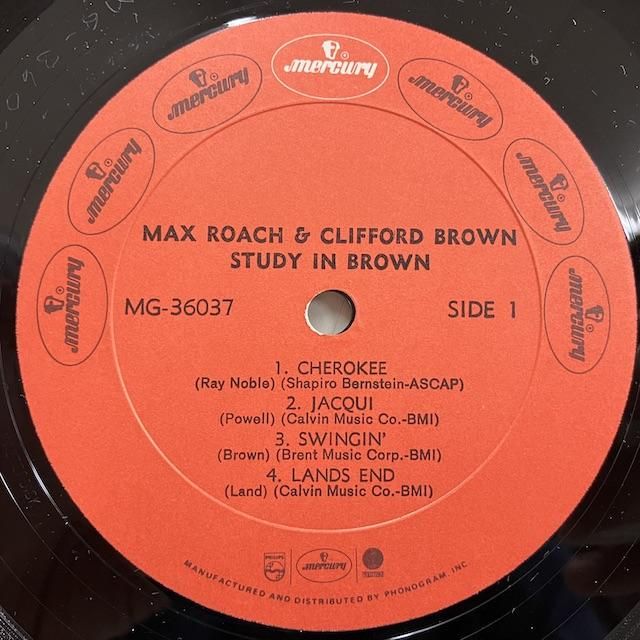 mercury
mercury
mercury
mercury
mercury
mercury
mercury
MAX ROACH & CLIFFORD BROWN
STUDY IN BROWN
MG-36037 SIDE 1
1. CHEROKEE
(Ray Noble) (Shapiro Bernstein-ASCAP)
2. JACQUI
(Powell) (Calvin Music Co.-BMI)
3. SWINGIN'
(Brown) (Brent Music Corp.-BMI)
4. LANDS END
(Land) (Calvin Music Co.-BMI)
PHILIPS mercury
MANUFACTURED AND DISTRIBUTED BY PHONOGRAM, INC